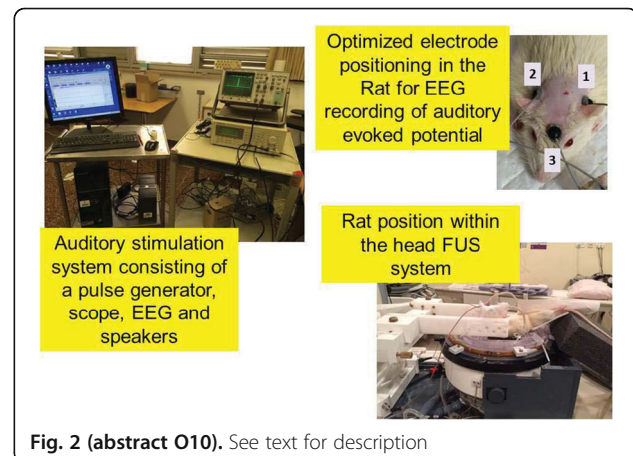 Optimized electrode
positioning in the
Rat for EEG
recording of auditory
evoked potential
2
1
3
Auditory stimulation
system consisting of
a pulse generator,
scope, EEG and
speakers
Rat position within
the head FUS
system
Fig. 2 (abstract O10). See text for description